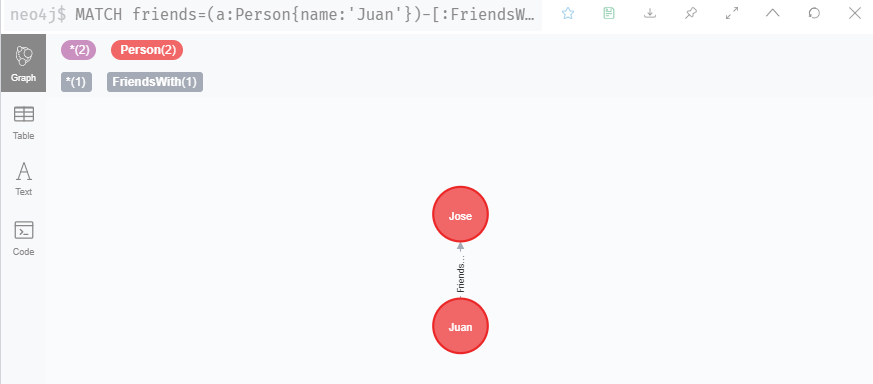 neo4j$ MATCH friends=(a:Person{name:'Juan'})-[:FriendsW…
*(2) Person(2)
*(1) FriendsWith(1)
Graph
Table
Text
Code
Jose
Friends…
Juan